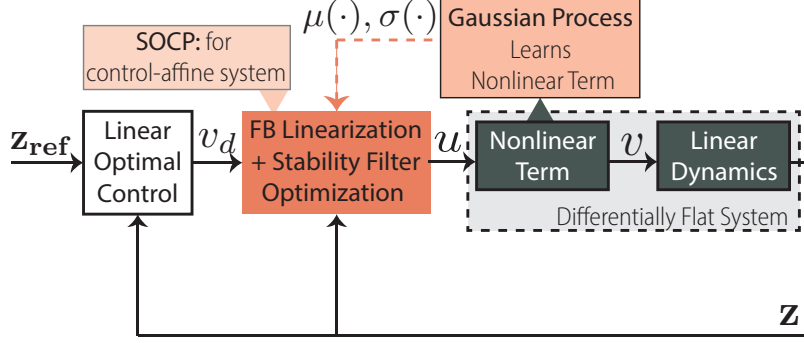 μ(·), σ(·)
SOCP: for
control-affine system
Gaussian Process
Learns
Nonlinear Term
z_ref
Linear
Optimal
Control
v_d
FB Linearization
+ Stability Filter
Optimization
u
Nonlinear
Term
v
Linear
Dynamics
Differentially Flat System
z